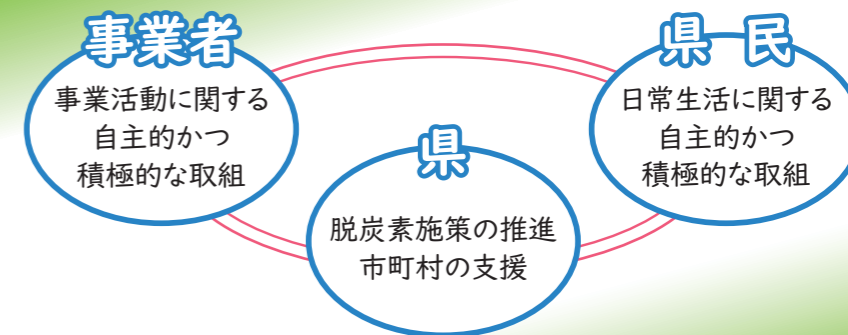 事業者
事業活動に関する
自主的かつ
積極的な取組
県民
日常生活に関する
自主的かつ
積極的な取組
県
脱炭素施策の推進
市町村の支援